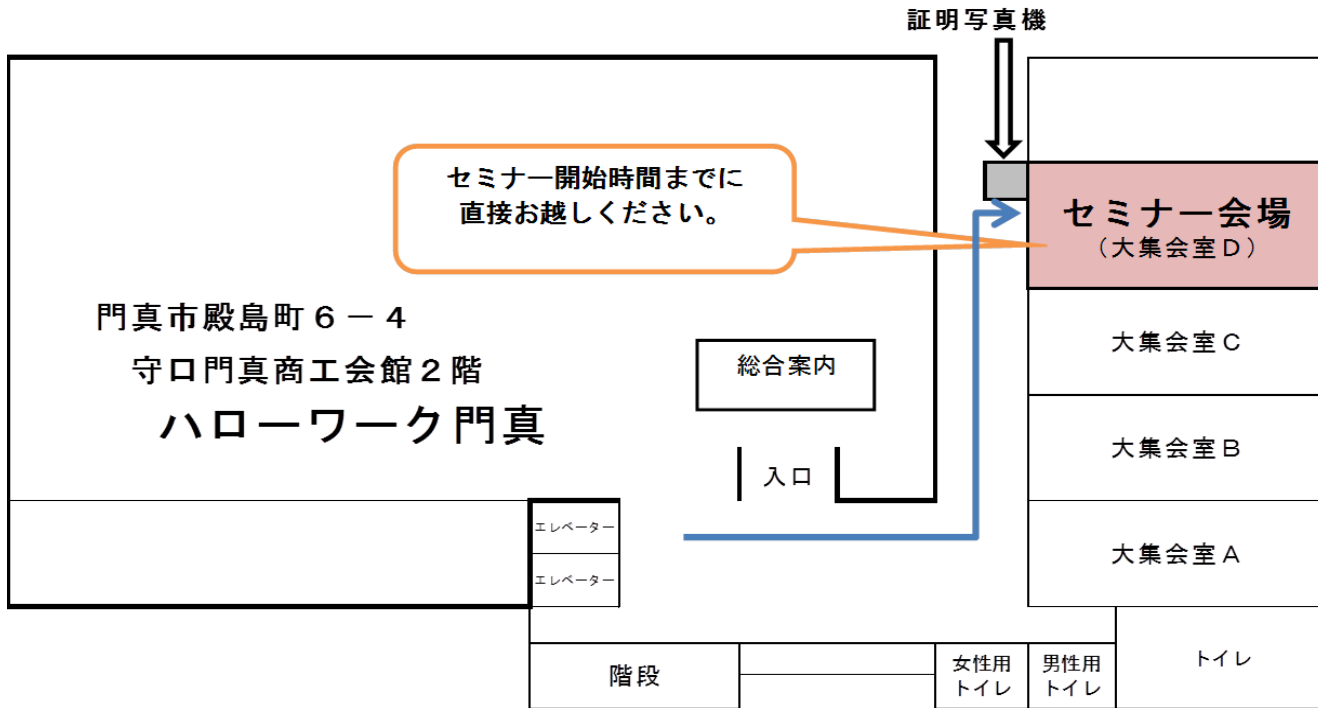 証明写真機
セミナー開始時間までに
直接お越しください。
セミナー会場
（大集会室Ｄ）
門真市殿島町６－４
守口門真商工会館２階
ハローワーク門真
総合案内
入口
大集会室Ｃ
大集会室Ｂ
大集会室Ａ
エレベーター
エレベーター
階段
女性用
トイレ
男性用
トイレ
トイレ